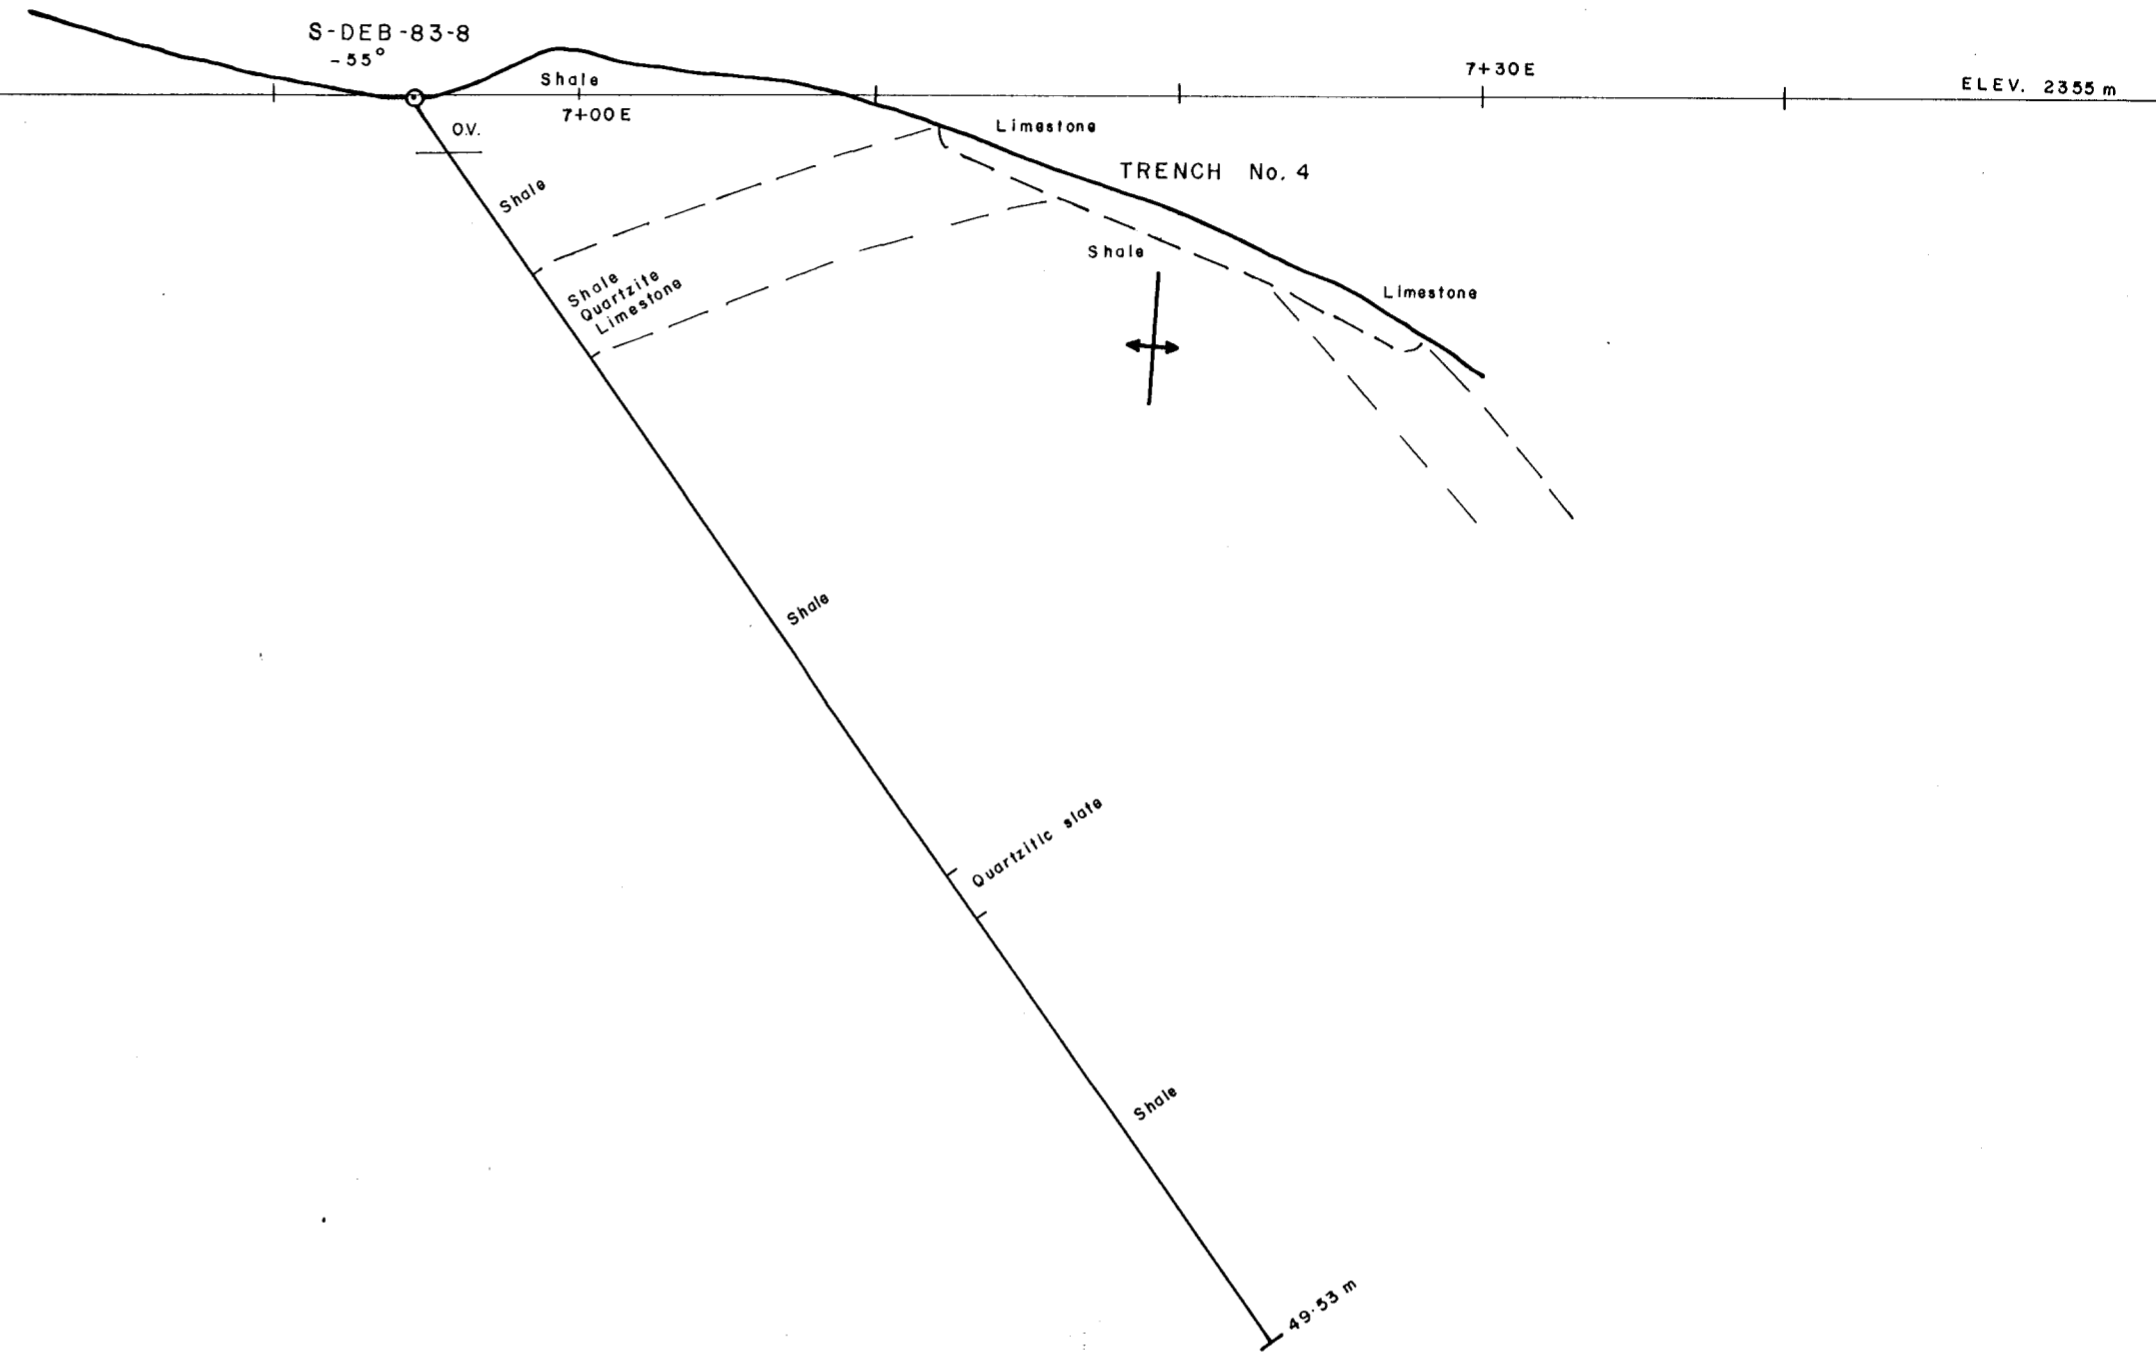 S-DEB-83-8
-55°
Shale
7+00E
7+30E
ELEV. 2355 m
O.V.
Limestone
TRENCH No. 4
Shale
Shale
Limestone
Shale
Quartzite
Limestone
Shale
Quartzitic slate
Shale
49.53 m